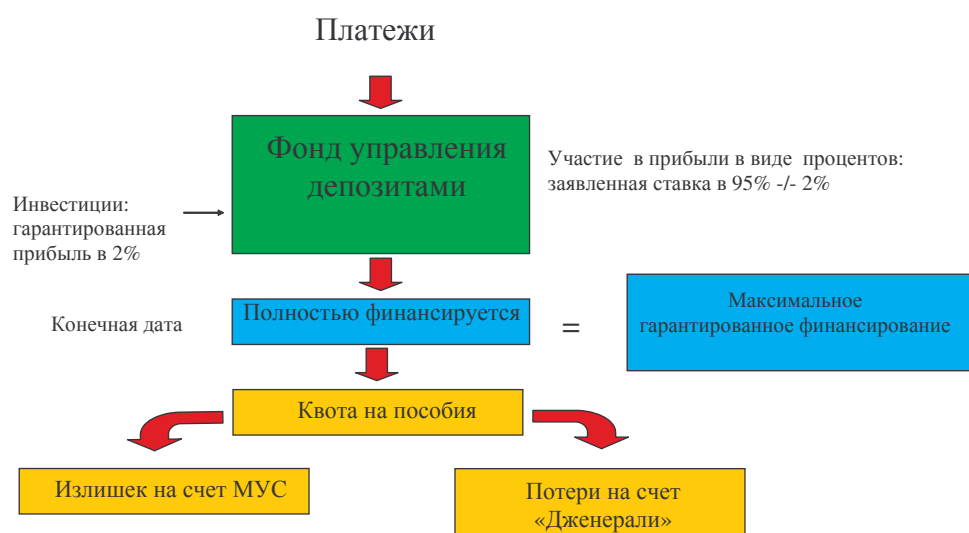 Платежи
Фонд управления
депозитами
Участие в прибыли в виде процентов:
заявленная ставка в 95% -/- 2%
Инвестиции:
гарантированная
прибыль в 2%
Конечная дата
Полностью финансируется
=
Максимальное
гарантированное финансирование
Квота на пособия
Излишек на счет МУС
Потери на счет
«Дженерали»